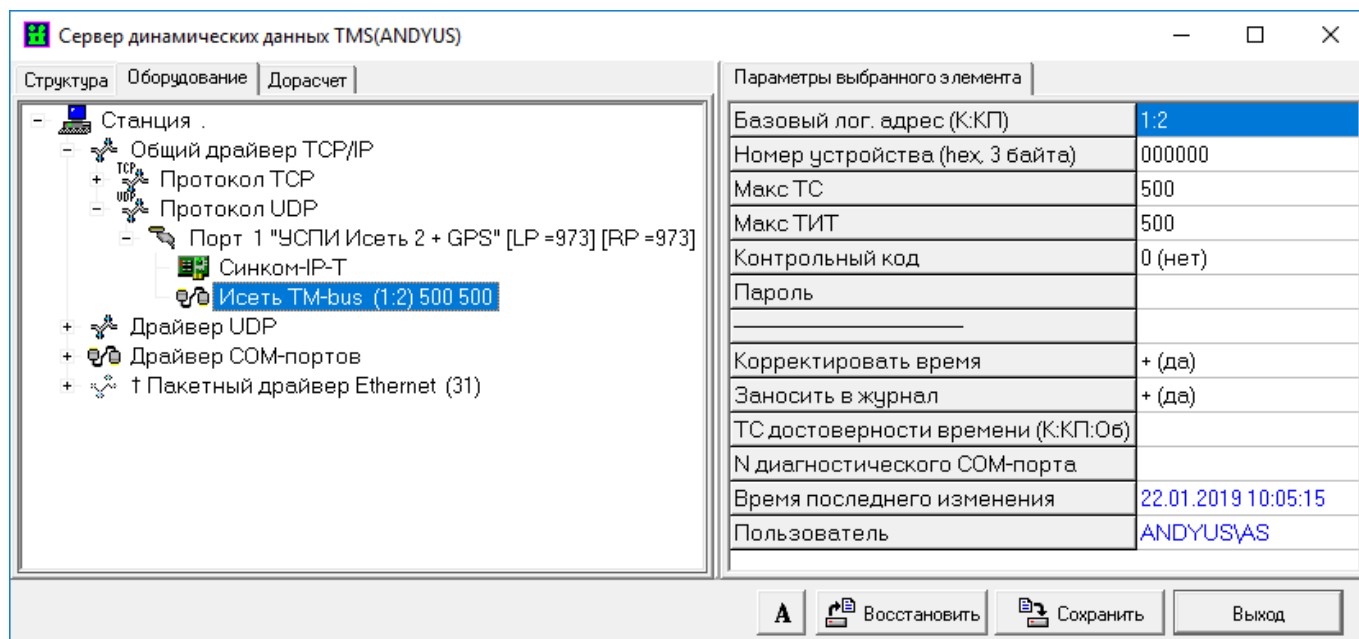 Сервер динамических данных TMS(ANDYUS)
Структура Оборудование Дорасчет
Станция .
Общий драйвер TCP/IP
TCP
Протокол TCP
UDP
Протокол UDP
Порт 1 "УСПИ Исеть 2 + GPS" [LP =973] [RP =973]
Синком-IP-T
Исеть TM-bus (1:2) 500 500
Драйвер UDP
Драйвер COM-портов
† Пакетный драйвер Ethernet (31)
Параметры выбранного элемента
Базовый лог. адрес (К:КП) 1:2
Номер устройства (hex, 3 байта) 000000
Макс ТС 500
Макс ТИТ 500
Контрольный код 0 (нет)
Пароль
Корректировать время + (да)
Заносить в журнал + (да)
ТС достоверности времени (К:КП:Об)
N диагностического COM-порта
Время последнего изменения 22.01.2019 10:05:15
Пользователь ANDYUS\AS
A Восстановить Сохранить Выход